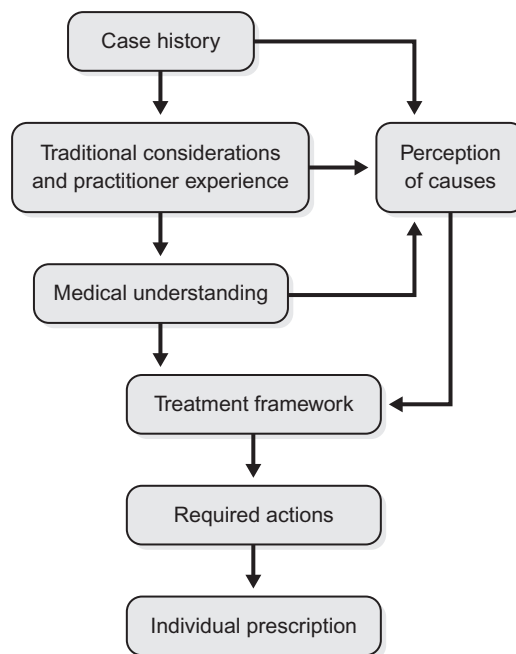 Case history
Traditional considerations
and practitioner experience
Perception
of causes
Medical understanding
Treatment framework
Required actions
Individual prescription